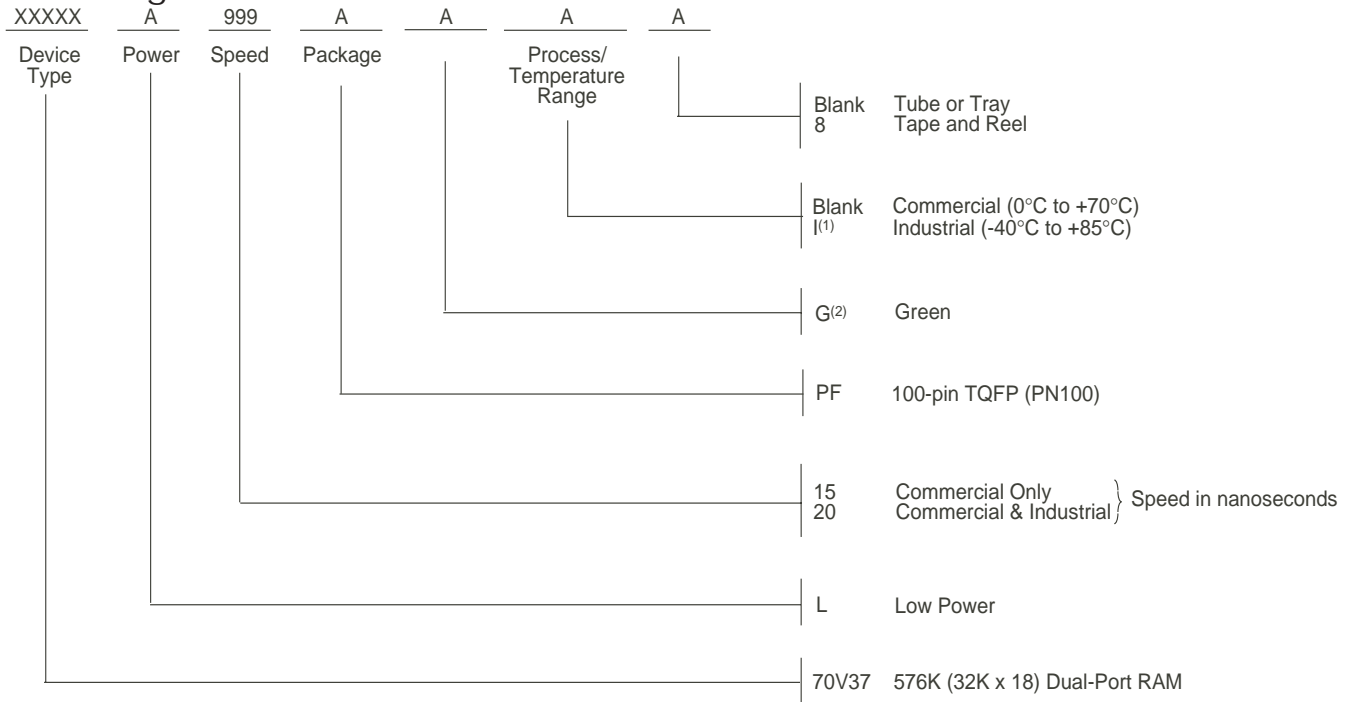 XXXXX A 999 A A A A
Device Type Power Speed Package Process/ Temperature Range
Blank Tube or Tray
8 Tape and Reel
Blank Commercial (0°C to +70°C)
I(1) Industrial (-40°C to +85°C)
G(2) Green
PF 100-pin TQFP (PN100)
15 Commercial Only
20 Commercial & Industrial
Speed in nanoseconds
L Low Power
70V37 576K (32K x 18) Dual-Port RAM